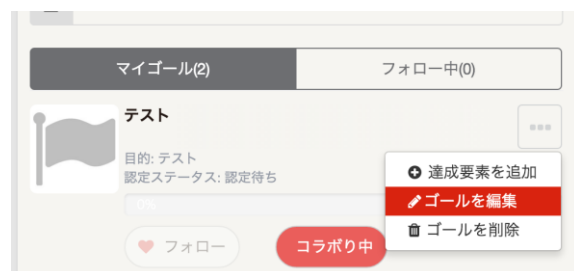 マイゴール(2)
フォロー中(0)
テスト
目的: テスト
認定ステータス: 認定待ち
0%
達成要素を追加
ゴールを編集
ゴールを削除
フォロー
コラボり中